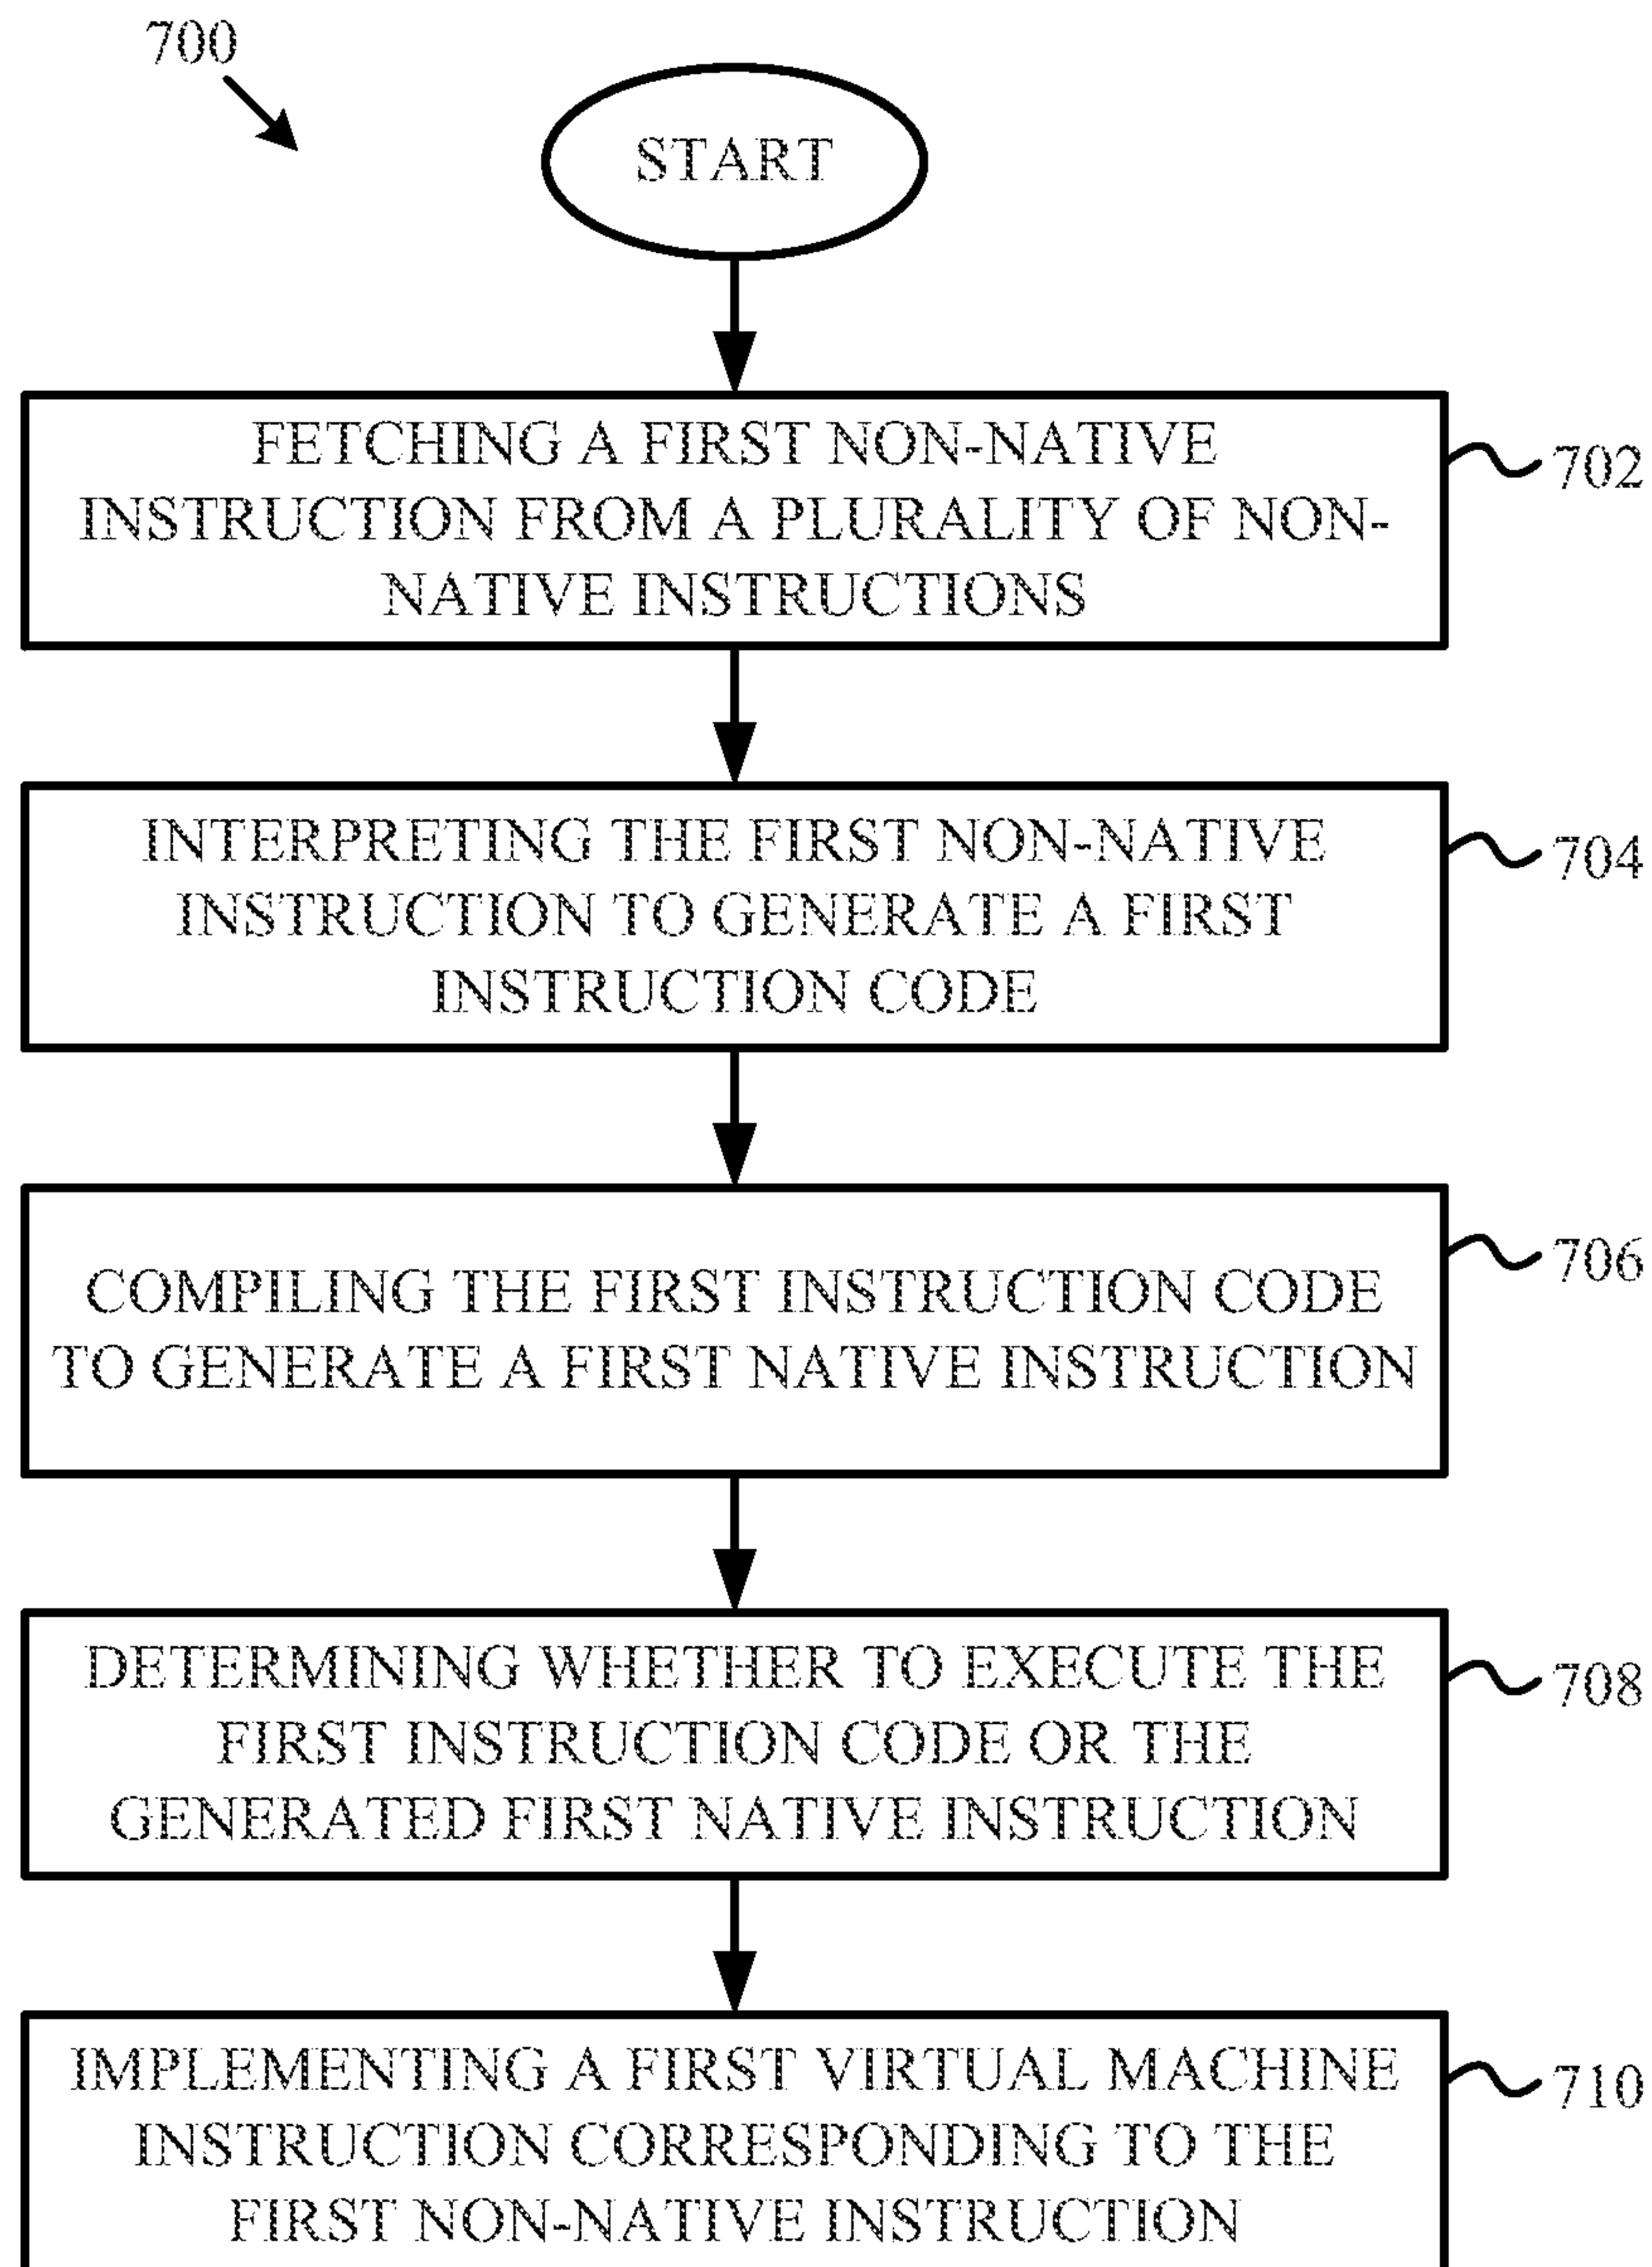 700
START
FETCHING A FIRST NON-NATIVE
INSTRUCTION FROM A PLURALITY OF NON-
NATIVE INSTRUCTIONS
702
INTERPRETING THE FIRST NON-NATIVE
INSTRUCTION TO GENERATE A FIRST
INSTRUCTION CODE
704
COMPILING THE FIRST INSTRUCTION CODE
TO GENERATE A FIRST NATIVE INSTRUCTION
706
DETERMINING WHETHER TO EXECUTE THE
FIRST INSTRUCTION CODE OR THE
GENERATED FIRST NATIVE INSTRUCTION
708
IMPLEMENTING A FIRST VIRTUAL MACHINE
INSTRUCTION CORRESPONDING TO THE
FIRST NON-NATIVE INSTRUCTION
710